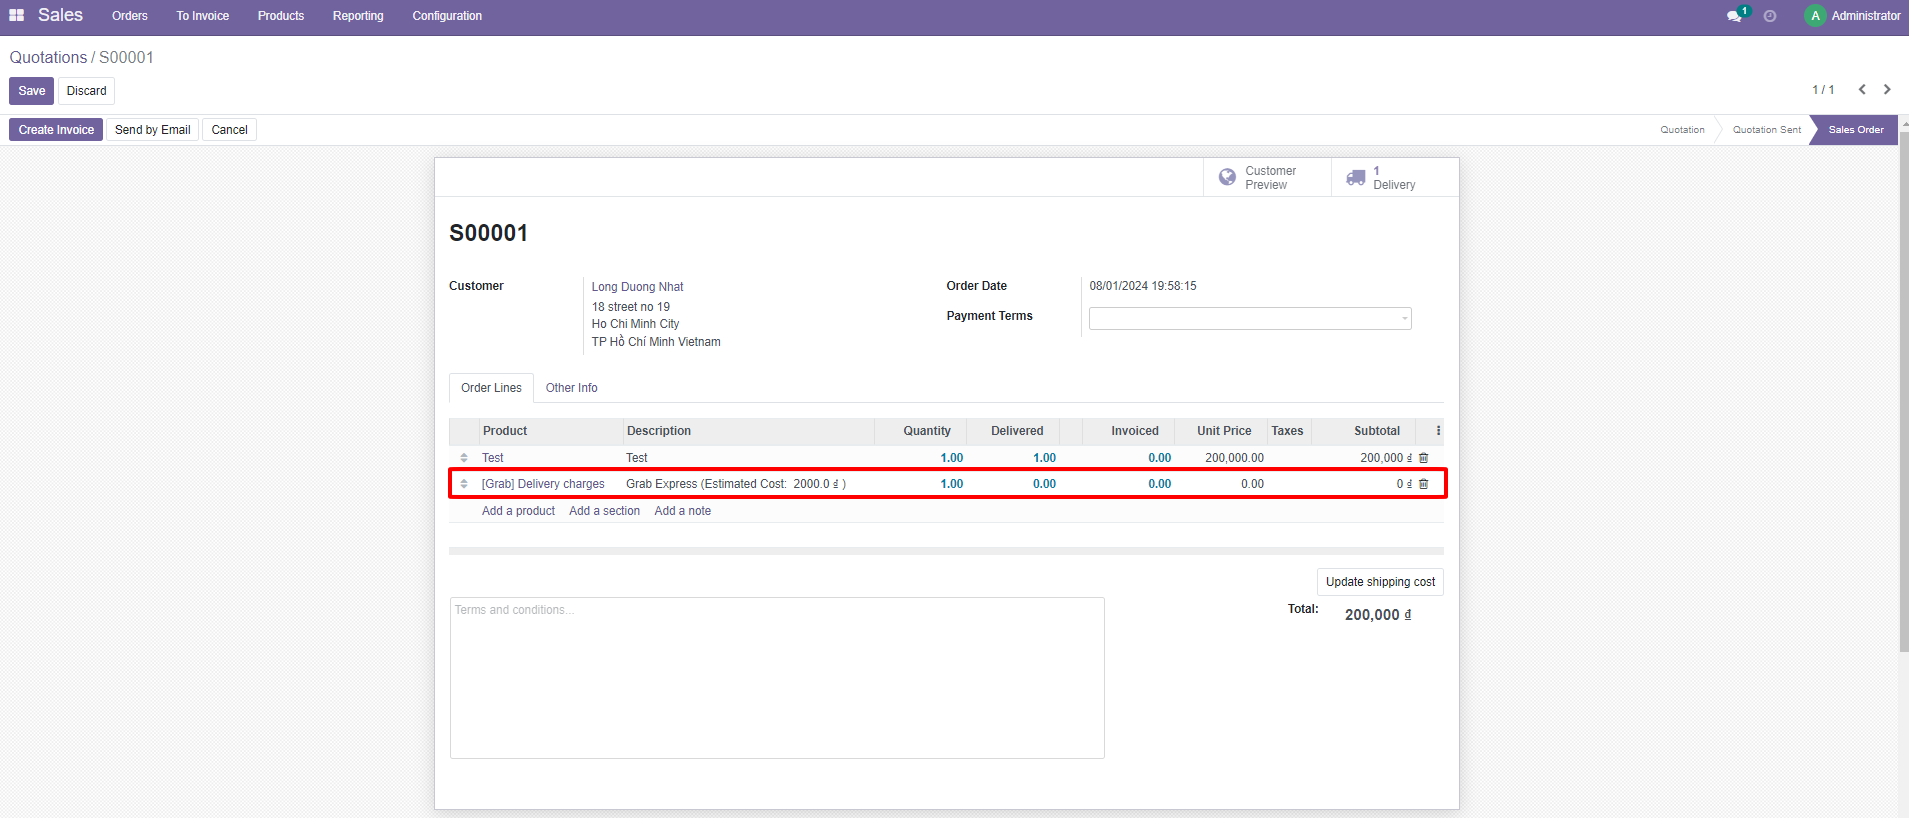 Sales Orders To Invoice Products Reporting Configuration 1 A Administrator
Quotations / S00001
Save Discard 1 / 1
Create Invoice Send by Email Cancel Quotation Quotation Sent Sales Order
Customer Preview 1 Delivery
S00001
Customer Long Duong Nhat Order Date 08/01/2024 19:58:15
18 street no 19 Payment Terms
Ho Chi Minh City
TP Hồ Chí Minh Vietnam
Order Lines Other Info
Product Description Quantity Delivered Invoiced Unit Price Taxes Subtotal
Test Test 1.00 1.00 0.00 200,000.00 200,000 ₫
[Grab] Delivery charges Grab Express (Estimated Cost: 2000.0 ₫ ) 1.00 0.00 0.00 0.00 0 ₫
Add a product Add a section Add a note
Update shipping cost
Terms and conditions... Total: 200,000 ₫